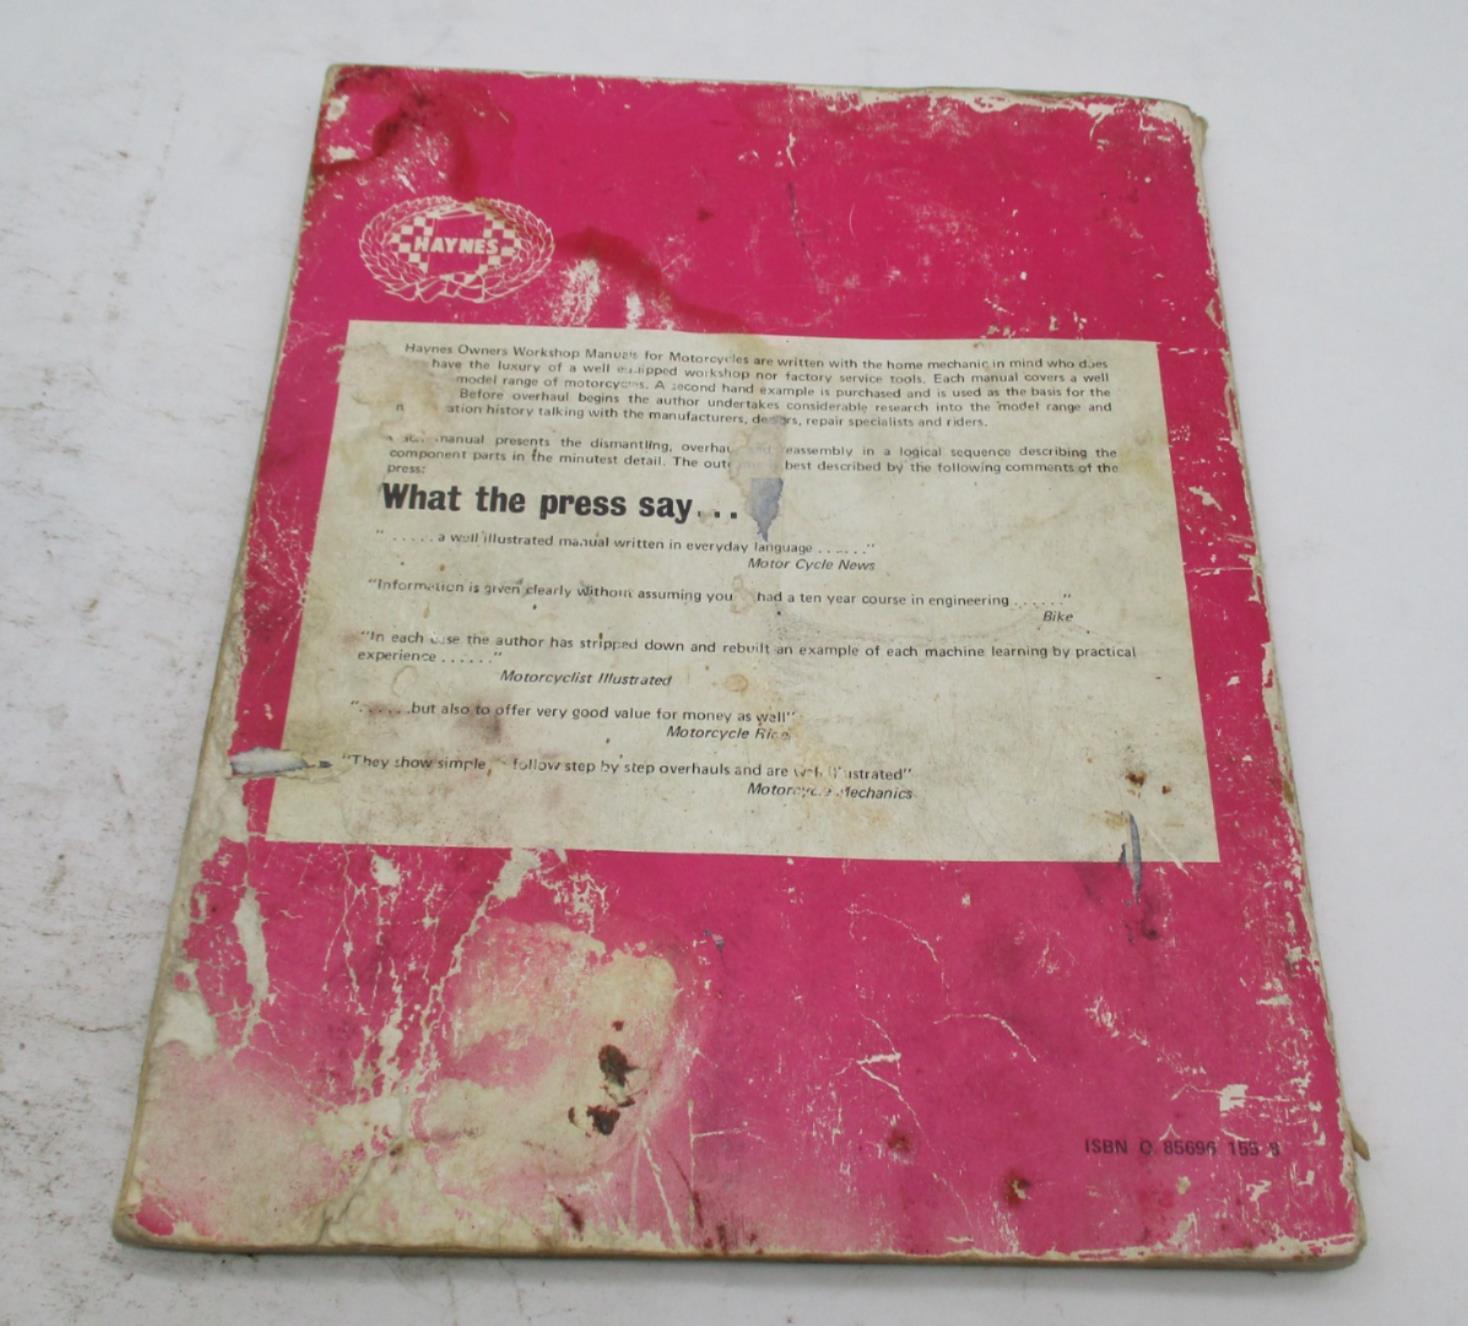 HAYNES
Haynes Owners Workshop Manuals for Motorcycles are written with the home mechanic in mind who does
have the luxury of a well equipped workshop nor factory service tools. Each manual covers a well
model range of motorcycles. A second hand example is purchased and is used as the basis for the
Before overhaul begins the author undertakes considerable research into the model range and
history talking with the manufacturers, dealers, repair specialists and riders.
manual presents the dismantling, overhaul and reassembly in a logical sequence describing the
component parts in the minutest detail. The best described by the following comments of the
press:
What the press say...
" ..... a well illustrated manual written in everyday language ......"
Motor Cycle News
"Information is given clearly without assuming you had a ten year course in engineering ......"
Bike
"In each case the author has stripped down and rebuilt an example of each machine learning by practical
experience ......"
Motorcyclist Illustrated
"......but also to offer very good value for money as well"
Motorcycle
"They show simple, follow step by step overhauls and are well illustrated"
Motorcycle Mechanics
ISBN 0 85696 159 8